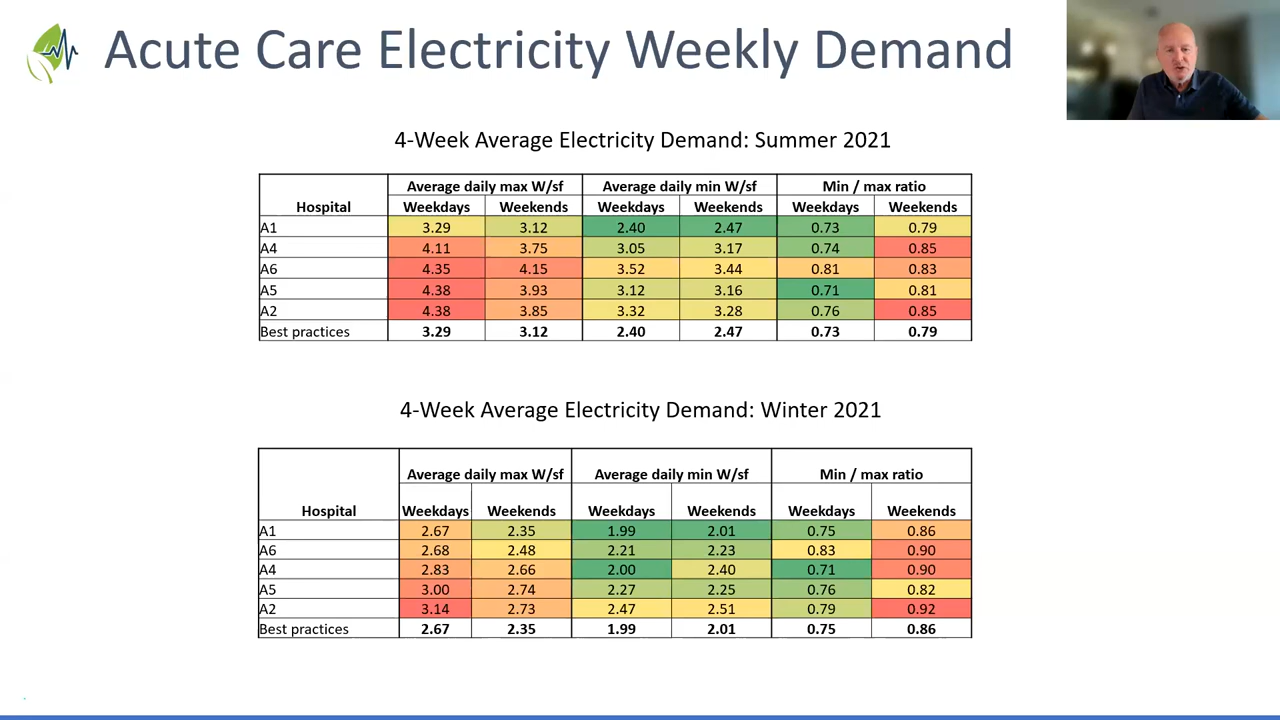 Acute Care Electricity Weekly Demand
4-Week Average Electricity Demand: Summer 2021
Hospital Average daily max W/sf Average daily min W/sf Min / max ratio
Weekdays Weekends Weekdays Weekends Weekdays Weekends
A1 3.29 3.12 2.40 2.47 0.73 0.79
A4 4.11 3.75 3.05 3.17 0.74 0.85
A6 4.35 4.15 3.52 3.44 0.81 0.83
A5 4.38 3.93 3.12 3.16 0.71 0.81
A2 4.38 3.85 3.32 3.28 0.76 0.85
Best practices 3.29 3.12 2.40 2.47 0.73 0.79
4-Week Average Electricity Demand: Winter 2021
Hospital Average daily max W/sf Average daily min W/sf Min / max ratio
Weekdays Weekends Weekdays Weekends Weekdays Weekends
A1 2.67 2.35 1.99 2.01 0.75 0.86
A6 2.68 2.48 2.21 2.23 0.83 0.90
A4 2.83 2.66 2.00 2.40 0.71 0.90
A5 3.00 2.74 2.27 2.25 0.76 0.82
A2 3.14 2.73 2.47 2.51 0.79 0.92
Best practices 2.67 2.35 1.99 2.01 0.75 0.86